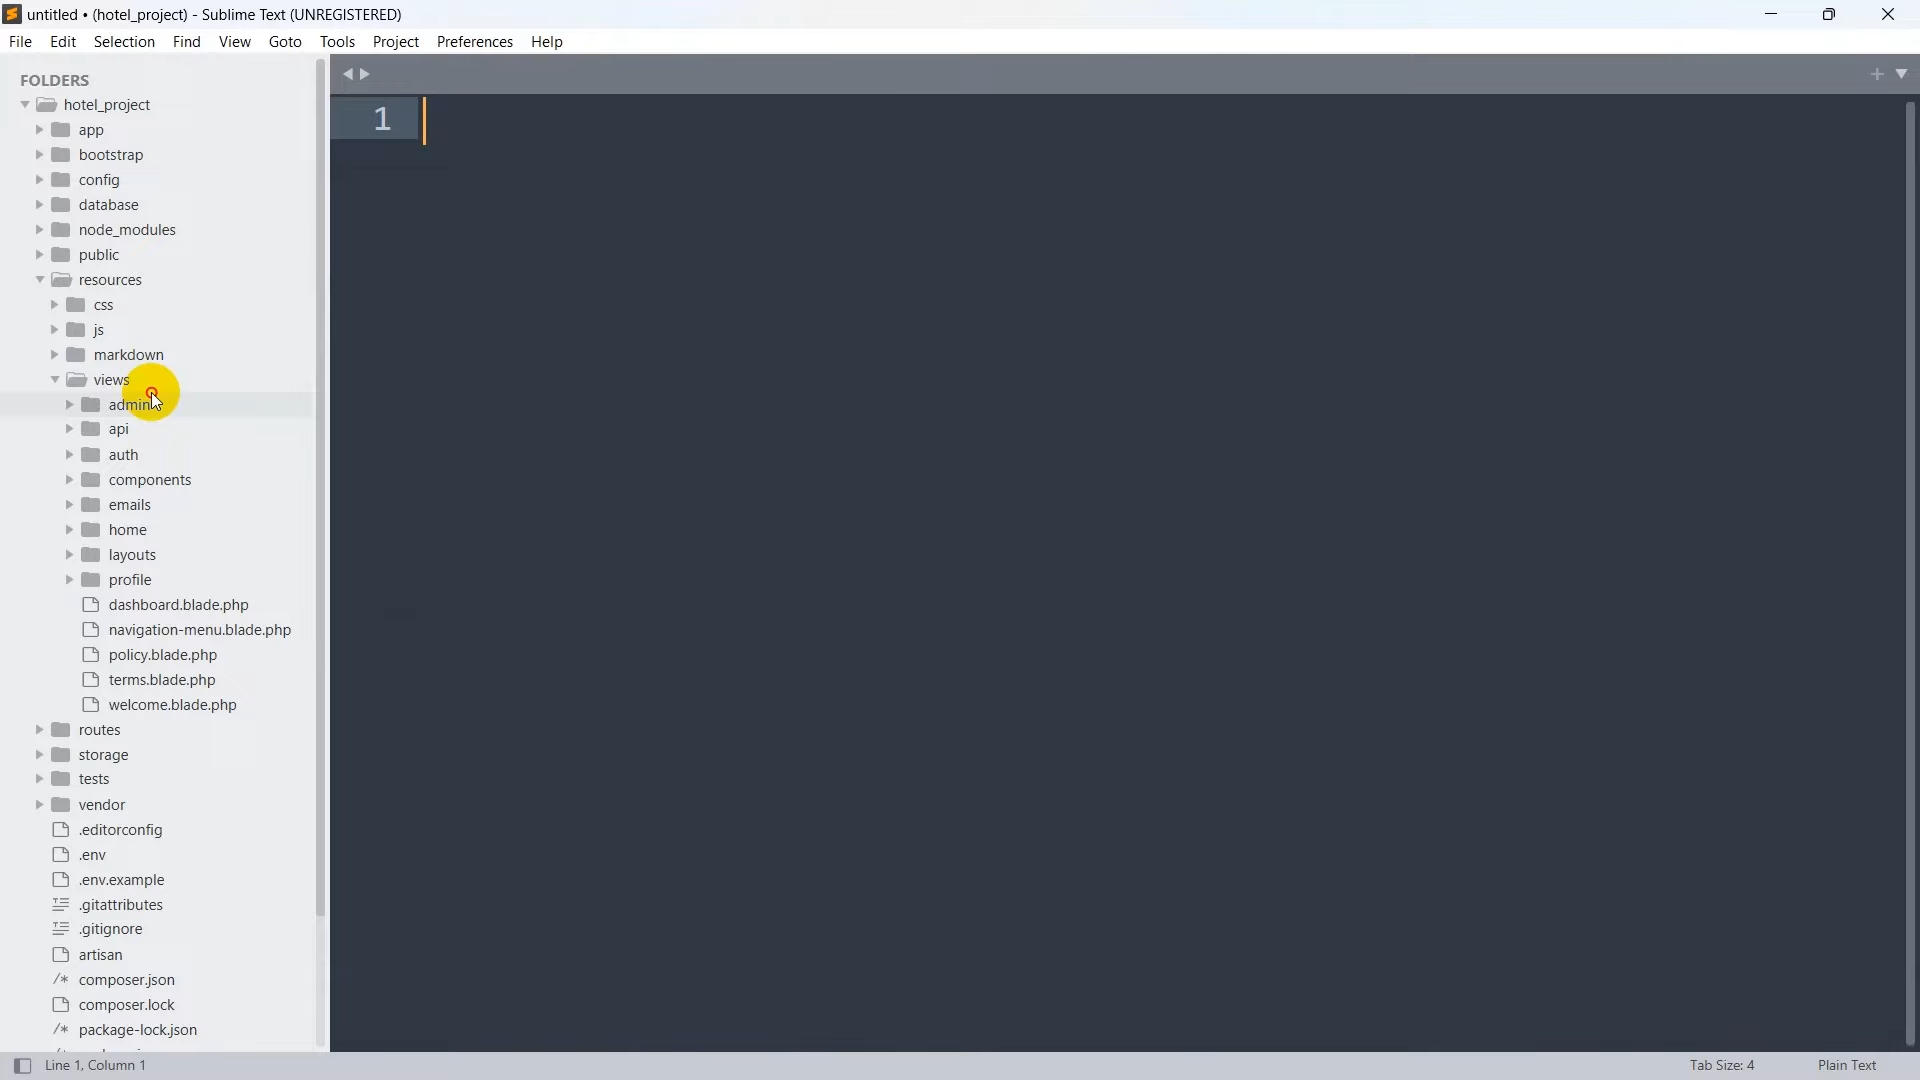 untitled • (hotel_project) - Sublime Text (UNREGISTERED)
File Edit Selection Find View Goto Tools Project Preferences Help
FOLDERS
hotel_project
app
bootstrap
config
database
node_modules
public
resources
css
js
markdown
views
admin
api
auth
components
emails
home
layouts
profile
dashboard.blade.php
navigation-menu.blade.php
policy.blade.php
terms.blade.php
welcome.blade.php
routes
storage
tests
vendor
.editorconfig
.env
.env.example
.gitattributes
.gitignore
artisan
/* composer.json
composer.lock
/* package-lock.json
1
Line 1, Column 1
Tab Size: 4
Plain Text